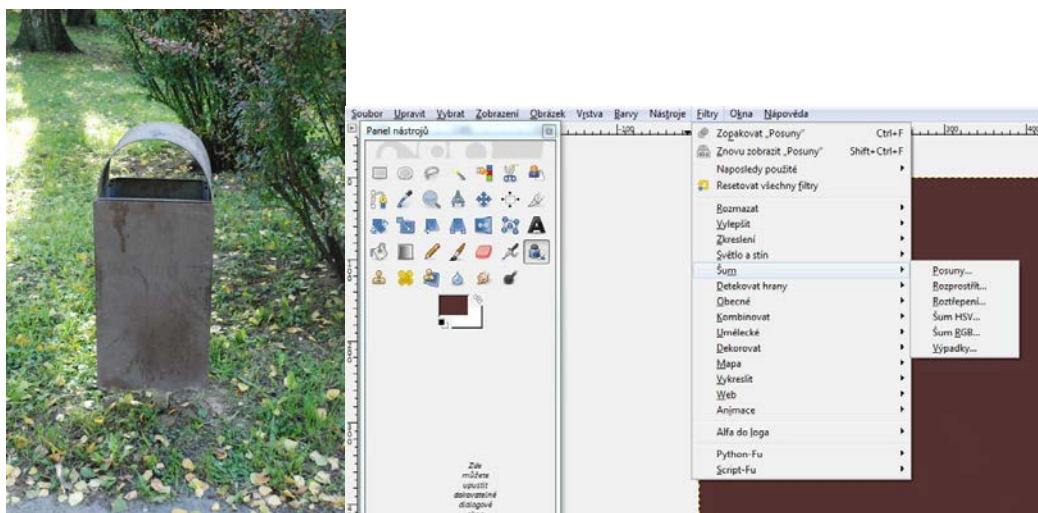 Soubor Upravit Vybrat Zobrazení Obrázek Vrstva Barvy Nástroje Filtry Okna Nápověda
Panel nástrojů
-100
300
400
Zopakovat „Posuny“ Ctrl+F
Znovu zobrazit „Posuny“ Shift+Ctrl+F
Naposledy použité
Resetovat všechny filtry
Rozmazat
Vylepšit
Zkreslení
Světlo a stín
Šum
Detekovat hrany
Obecné
Kombinovat
Umělecké
Dekorovat
Mapa
Vykreslit
Web
Animace
Alfa do loga
Python-Fu
Script-Fu
Posuny...
Rozprostřít...
Roztřepení...
Šum HSV...
Šum RGB...
Výpadky...
Zde
můžete
upustit
dokovatelné
dialogové